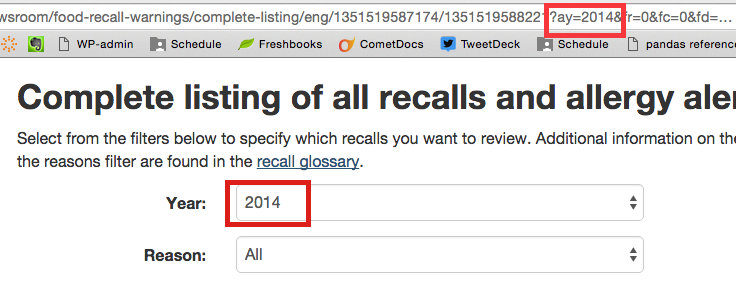 wsroom/food-recall-warnings/complete-listing/eng/1351519587174/1351519588221?ay=2014&fr=0&fc=0&fd=...
WP-admin Freshbooks CometDocs TweetDeck Schedule pandas reference
Complete listing of all recalls and allergy aler
Select from the filters below to specify which recalls you want to review. Additional information on the
the reasons filter are found in the recall glossary.
Year: 2014
Reason: All